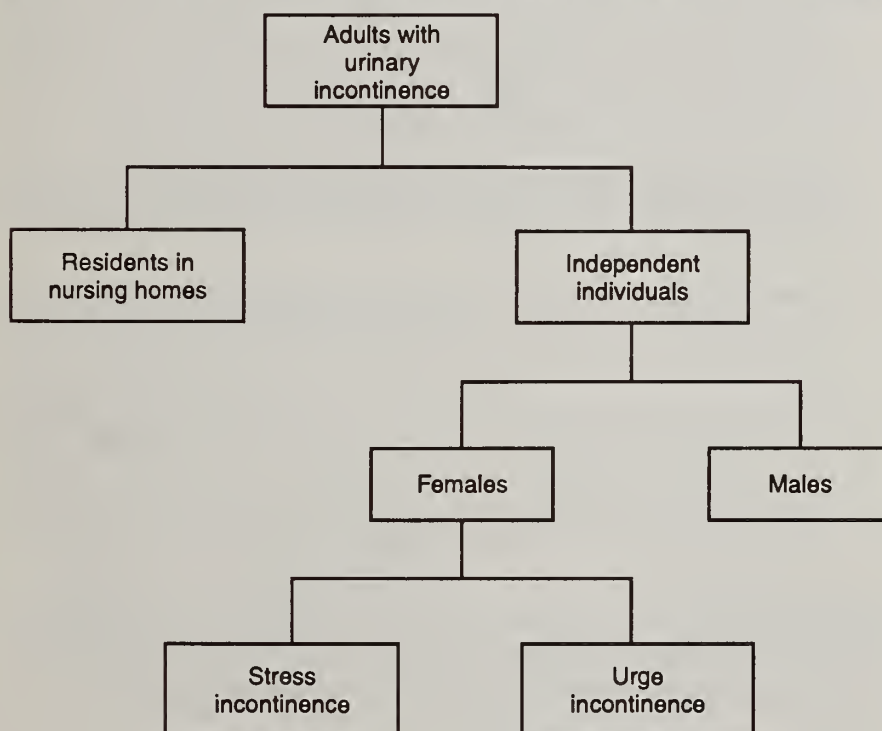 Adults with
urinary
incontinence
Residents in
nursing homes
Independent
individuals
Females
Males
Stress
incontinence
Urge
incontinence